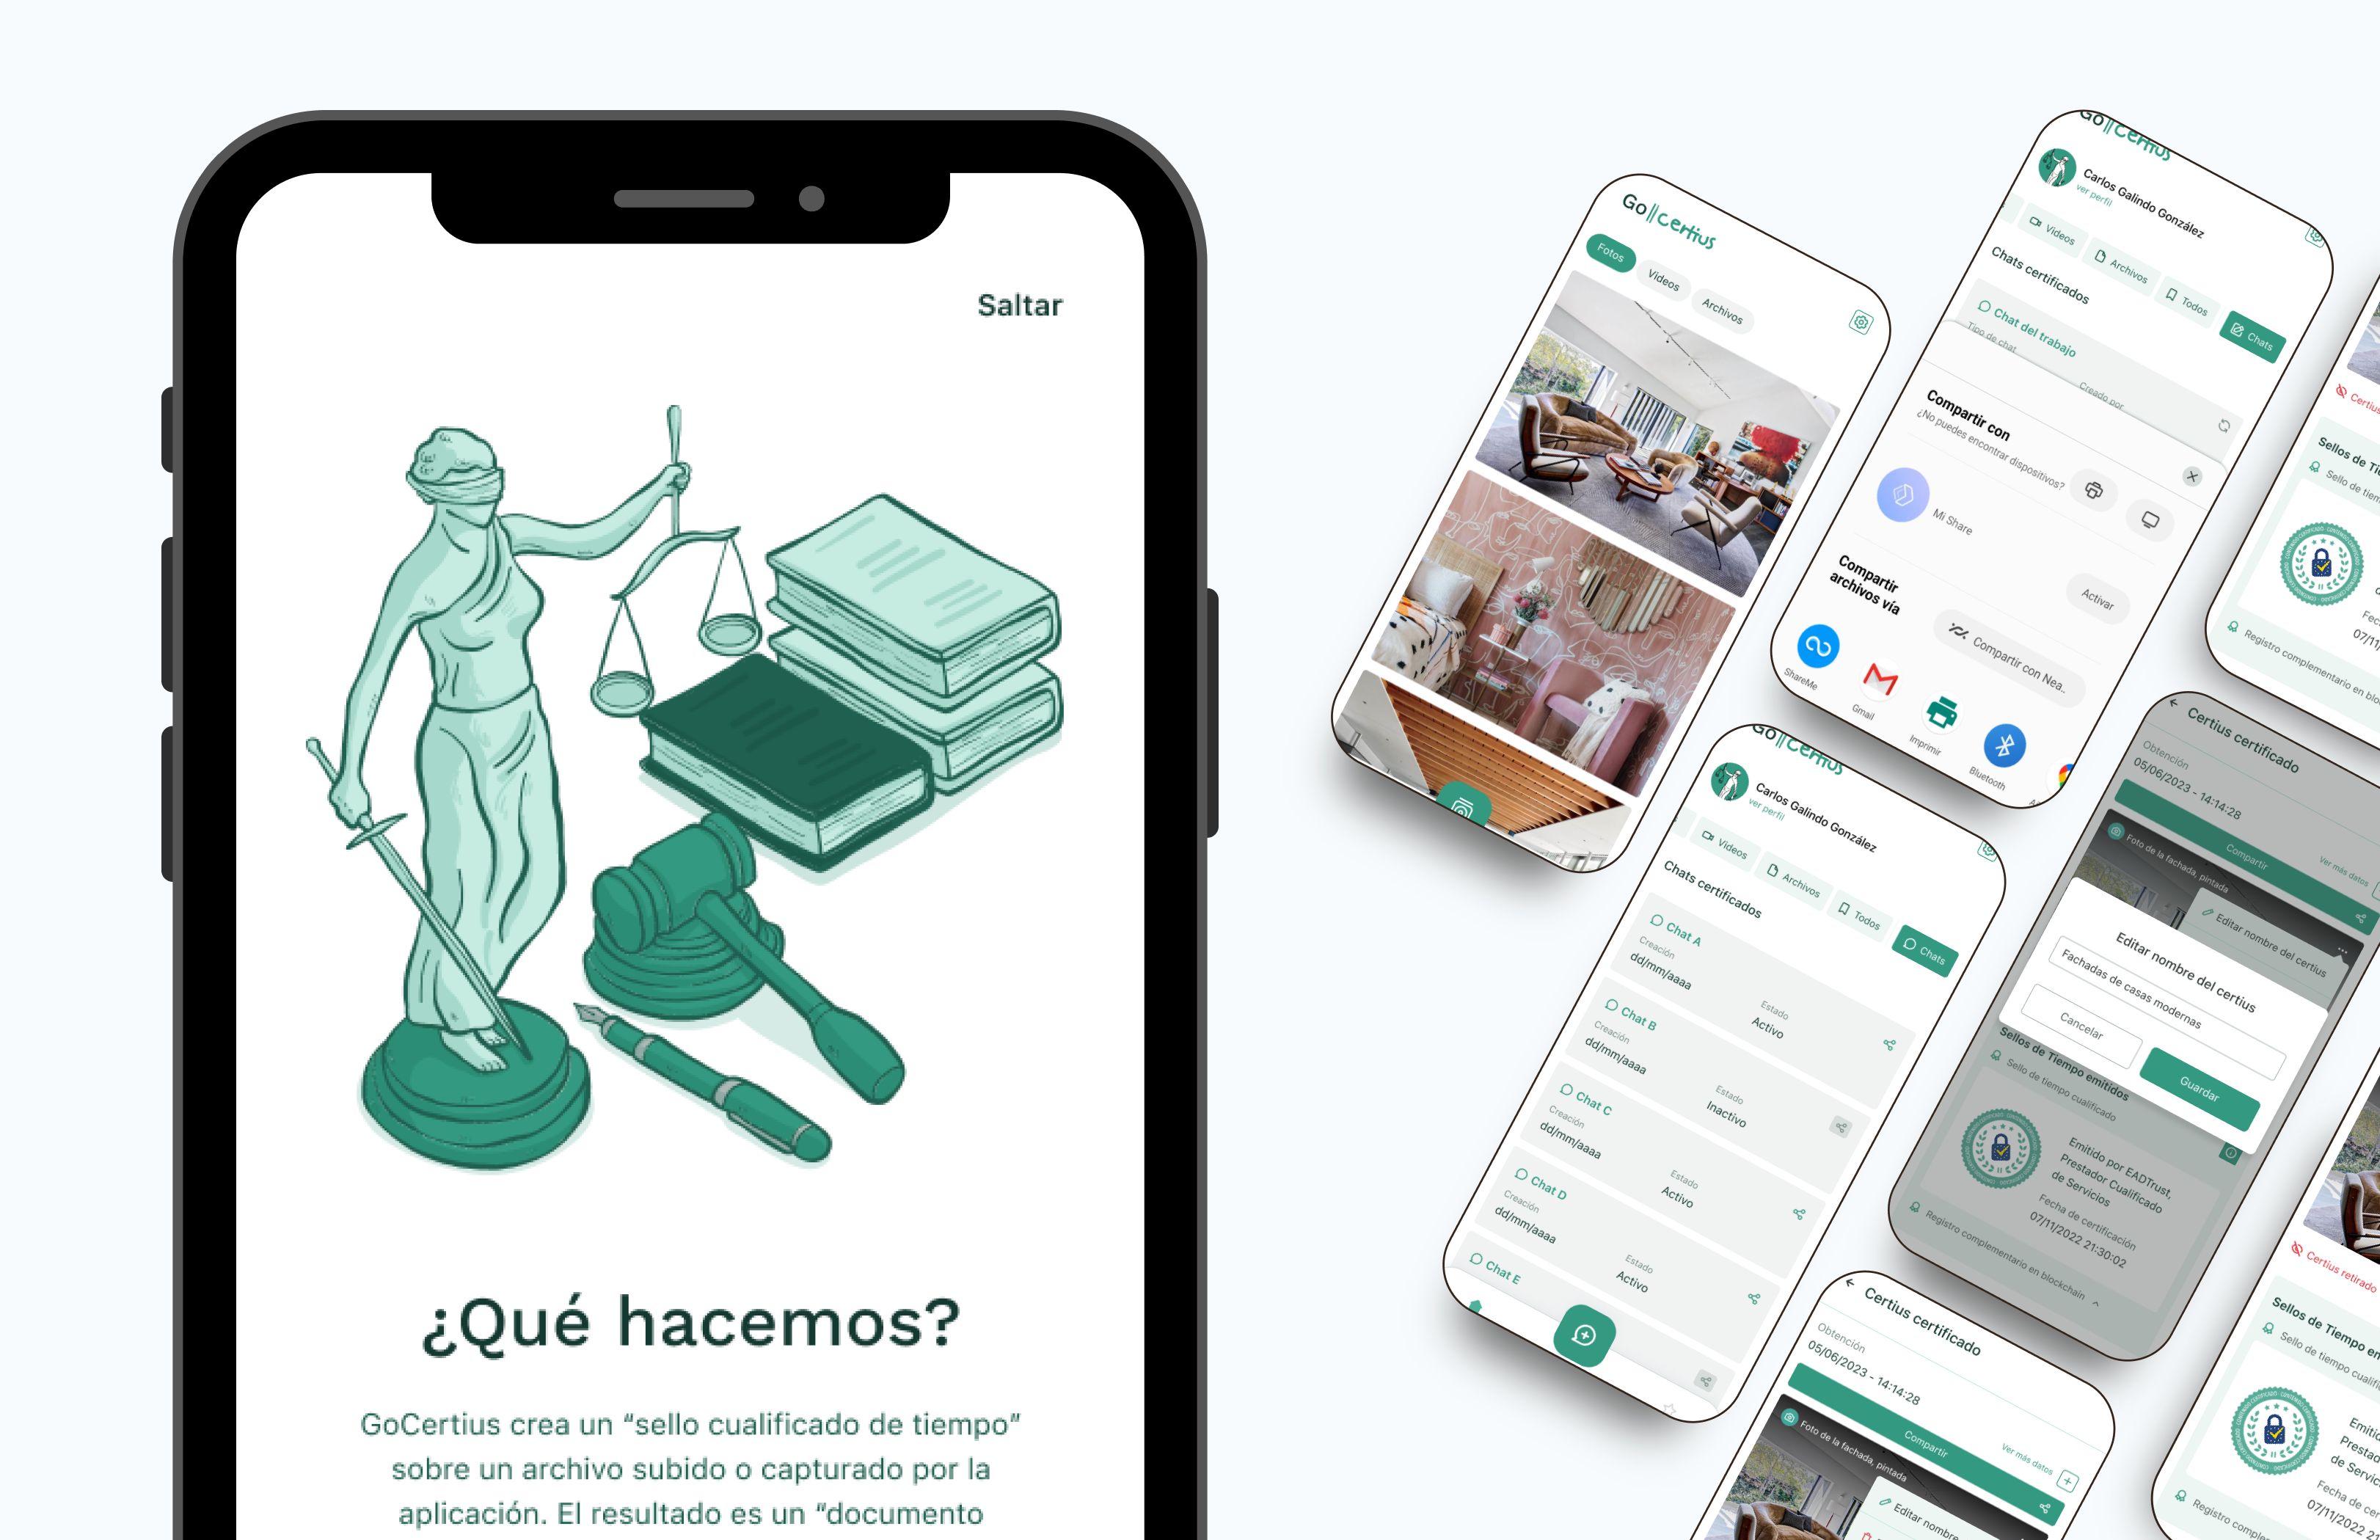 Saltar
¿Qué hacemos?
GoCertius crea un “sello cualificado de tiempo”
sobre un archivo subido o capturado por la
aplicación. El resultado es un “documento
Go||certius
Fotos
Videos
Archivos
Go||certius
Carlos Galindo González
ver perfil
Videos
Archivos
Todos
Chats
Chats certificados
Chat del trabajo
Tipo de chat
Creado por
Compartir con
¿No puedes encontrar dispositivos?
Mi Share
Activar
Compartir
archivos vía
Compartir con Nea..
ShareMe
Gmail
Imprimir
Bluetooth
Go||certius
Carlos Galindo González
ver perfil
Videos
Archivos
Todos
Chats
Chats certificados
Chat A
Creación
dd/mm/aaaa
Estado
Activo
Chat B
Creación
dd/mm/aaaa
Estado
Inactivo
Chat C
Creación
dd/mm/aaaa
Estado
Activo
Chat D
Creación
dd/mm/aaaa
Estado
Activo
Chat E
Certius certificado
Obtención
05/06/2023 - 14:14:28
Ver más datos
Compartir
Foto de la fachada, pintada
Editar nombre del certius
Editar nombre del certius
Fachadas de casas modernas
Cancelar
Guardar
Sellos de Tiempo emitidos
Sello de tiempo cualificado
Emitido por EADTrust,
Prestador Cualificado
de Servicios
Fecha de certificación
07/11/2022 21:30:02
Registro complementario en blockchain
Certius certificado
Obtención
05/06/2023 - 14:14:28
Ver más datos
Compartir
Foto de la fachada, pintada
Editar nombre
Certius
Sellos de Ti
Sello de tiem
07/11
Registro complementario en bloc
Certius retirado
Sellos de Tiempo em
Sello de tiempo cualific
Emitido
Prestad
de Servi
Fecha de
07/11/202
Registro complem